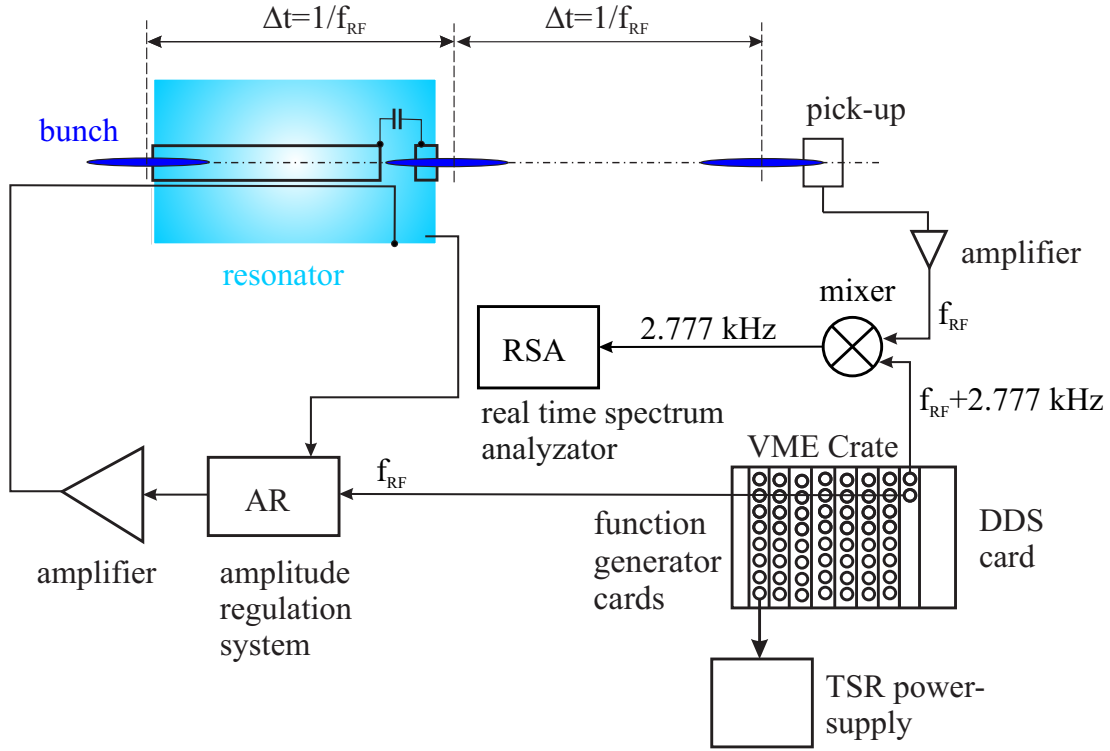 Δt=1/fRF
Δt=1/fRF
bunch
pick-up
resonator
amplifier
mixer
fRF
2.777 kHz
RSA
fRF+2.777 kHz
real time spectrum
analyzator
VME Crate
fRF
AR
function
generator
cards
DDS
card
amplifier
amplitude
regulation
system
TSR power-
supply